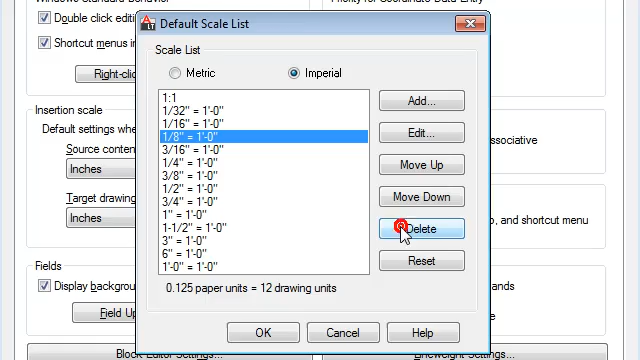 Windows Standard Behavior
Priority for Coordinate Data Entry
Double click editi
Shortcut menus in
Right-clic
Insertion scale
Default settings whe
Source conten
Inches
Target drawing
Inches
Fields
Display backgrou
Field Up
Block Editor Settings...
ssociative
up, and shortcut menu
ands
es
Lineweight Settings...
Default Scale List
Scale List
Metric
Imperial
1:1
1/32" = 1'-0"
1/16" = 1'-0"
1/8" = 1'-0"
3/16" = 1'-0"
1/4" = 1'-0"
3/8" = 1'-0"
1/2" = 1'-0"
3/4" = 1'-0"
1" = 1'-0"
1-1/2" = 1'-0"
3" = 1'-0"
6" = 1'-0"
1'-0" = 1'-0"
Add...
Edit...
Move Up
Move Down
Delete
Reset
0.125 paper units = 12 drawing units
OK
Cancel
Help